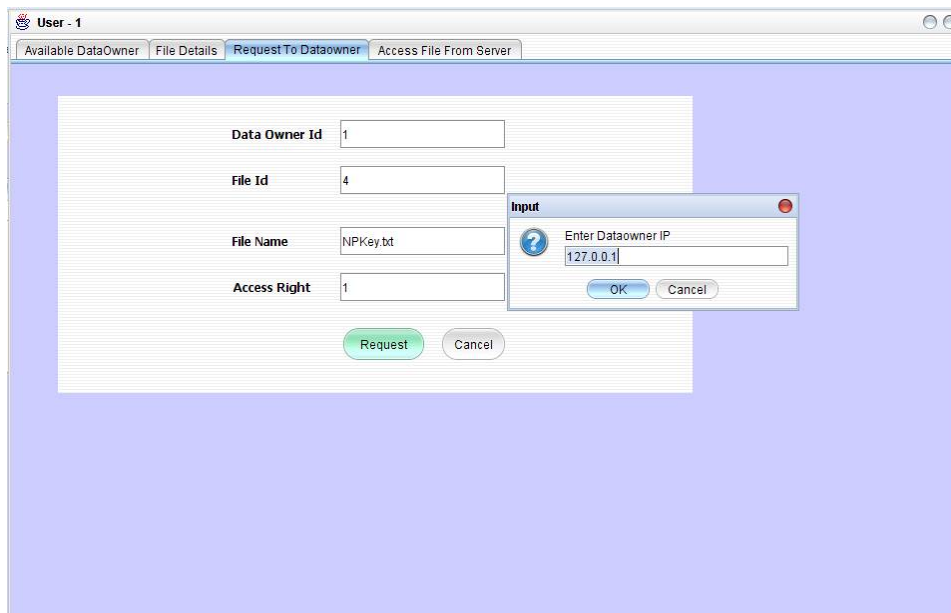 User - 1
Available DataOwner File Details Request To Dataowner Access File From Server
Data Owner Id 1
File Id 4
Input
Enter Dataowner IP
127.0.0.1
OK Cancel
File Name NPKey.txt
Access Right 1
Request Cancel